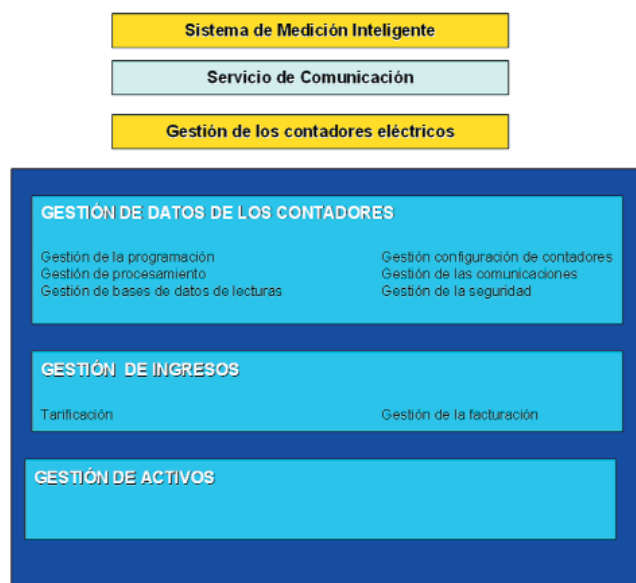 Sistema de Medición Inteligente
Servicio de Comunicación
Gestión de los contadores eléctricos
GESTIÓN DE DATOS DE LOS CONTADORES
Gestión de la programación
Gestión de procesamiento
Gestión de bases de datos de lecturas
Gestión configuración de contadores
Gestión de las comunicaciones
Gestión de la seguridad
GESTIÓN DE INGRESOS
Tarificación
Gestión de la facturación
GESTIÓN DE ACTIVOS